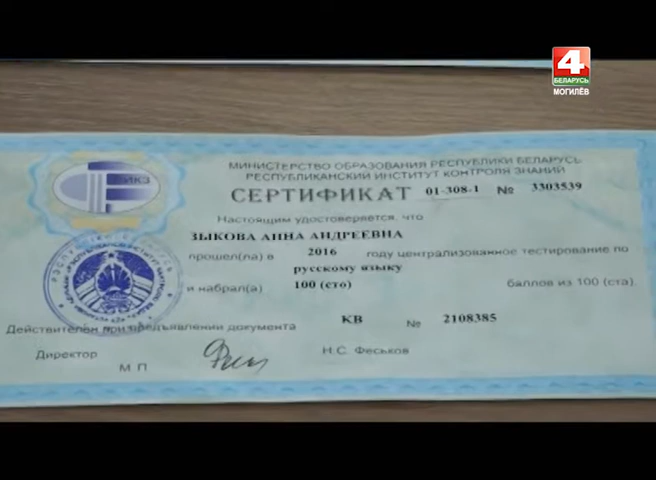 4
БЕЛАРУСЬ
МОГИЛЁВ
МИНИСТЕРСТВО ОБРАЗОВАНИЯ РЕСПУБЛИКИ БЕЛАРУСЬ
РЕСПУБЛИКАНСКИЙ ИНСТИТУТ КОНТРОЛЯ ЗНАНИЙ
РИКЗ
СЕРТИФИКАТ 01-308-1 № 3303539
Настоящим удостоверяется, что
ЗЫКОВА АННА АНДРЕЕВНА
прошел(ла) в 2016 году централизованное тестирование по
русскому языку
и набрал(а) 100 (сто) баллов из 100 (ста)
Действителен при предъявлении документа КВ № 2108385
Директор Н.С. Феськов
М П